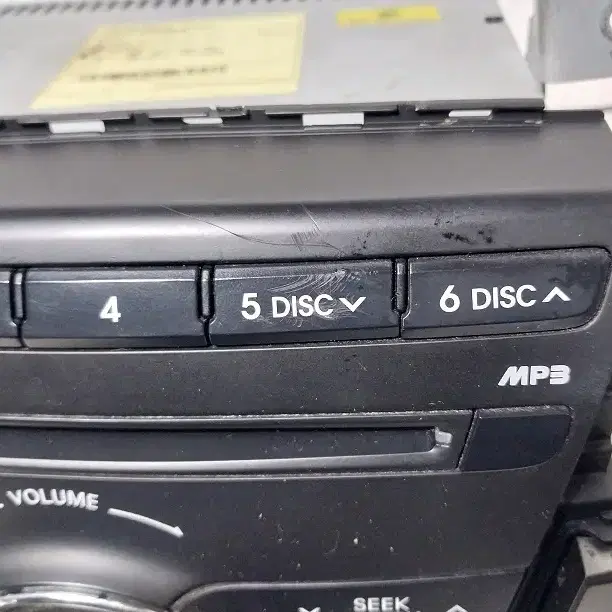 4
5 DISC
6 DISC
MP3
VOLUME
SEEK